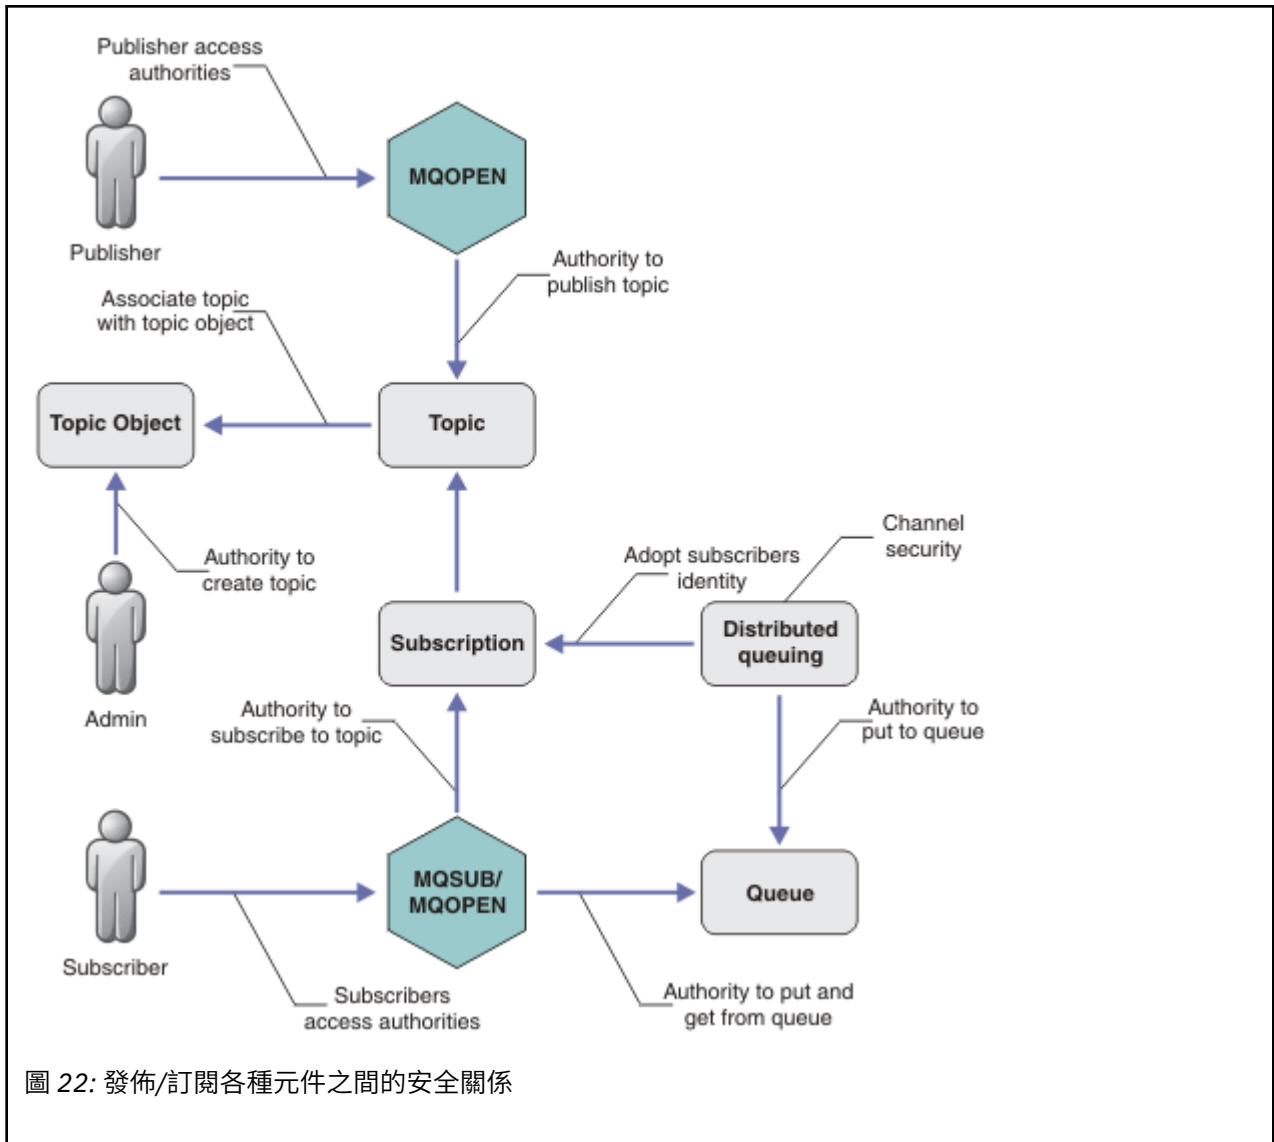 Publisher access
authorities
MQOPEN
Publisher
Authority to
publish topic
Associate topic
with topic object
Topic Object
Topic
Authority to
create topic
Admin
Channel
security
Adopt subscribers
identity
Subscription
Distributed
queuing
Authority to
subscribe to topic
Authority to
put to queue
MQSUB/
MQOPEN
Queue
Subscriber
Subscribers
access authorities
Authority to put and
get from queue
圖 22: 發佈/訂閱各種元件之間的安全關係